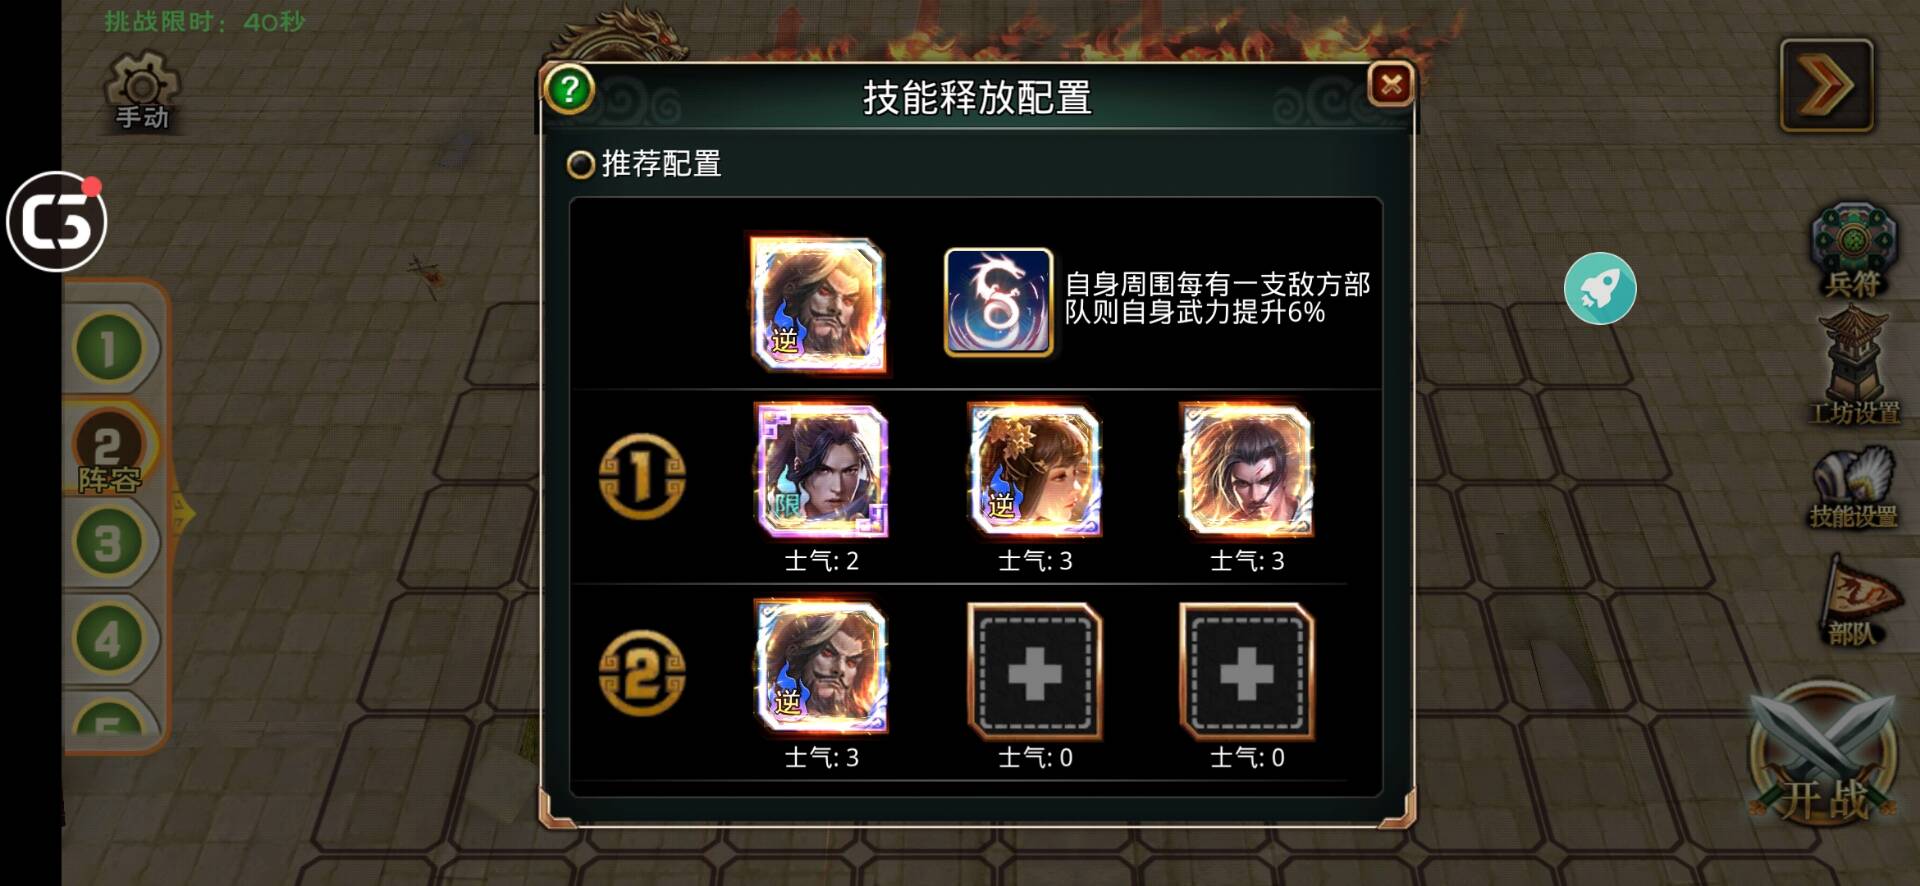 挑战限时：40秒
手动
技能释放配置
推荐配置
自身周围每有一支敌方部
队则自身武力提升6%
逆
1
2
阵容
3
4
5
1
限
逆
士气: 2
士气: 3
士气: 3
2
逆
士气: 3
士气: 0
士气: 0
兵符
工坊设置
技能设置
部队
开战